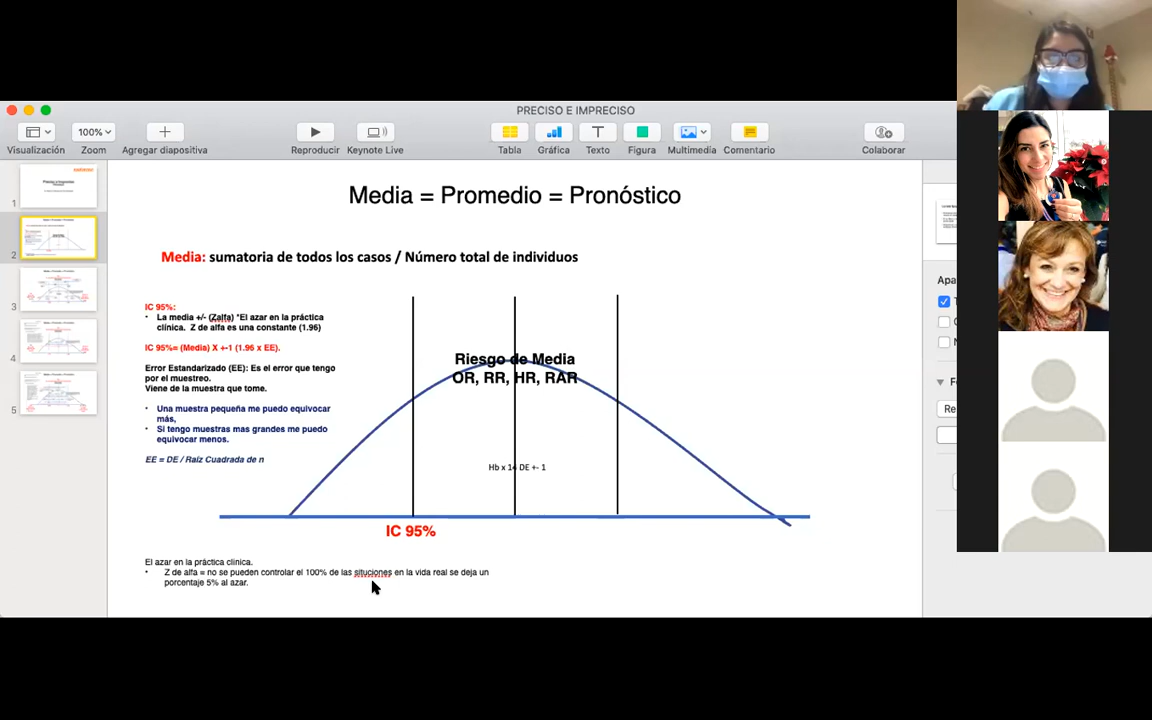 PRECISO E IMPRECISO
100%
Visualización Zoom Agregar diapositiva Reproducir Keynote Live Tabla Gráfica Texto Figura Multimedia Comentario Colaborar
1
2
3
4
5
Media = Promedio = Pronóstico
Media: sumatoria de todos los casos / Número total de individuos
IC 95%:
• La media +/- (Zalfa) *El azar en la práctica
clínica. Z de alfa es una constante (1.96)
IC 95%= (Media) X +-1 (1.96 x EE).
Error Estandarizado (EE): Es el error que tengo
por el muestreo.
Viene de la muestra que tome.
• Una muestra pequeña me puedo equivocar
más,
• Si tengo muestras mas grandes me puedo
equivocar menos.
EE = DE / Raíz Cuadrada de n
Riesgo de Media
OR, RR, HR, RAR
Hb x 14 DE +- 1
IC 95%
El azar en la práctica clínica.
• Z de alfa = no se pueden controlar el 100% de las situciones en la vida real se deja un
porcentaje 5% al azar.
Apa
Re